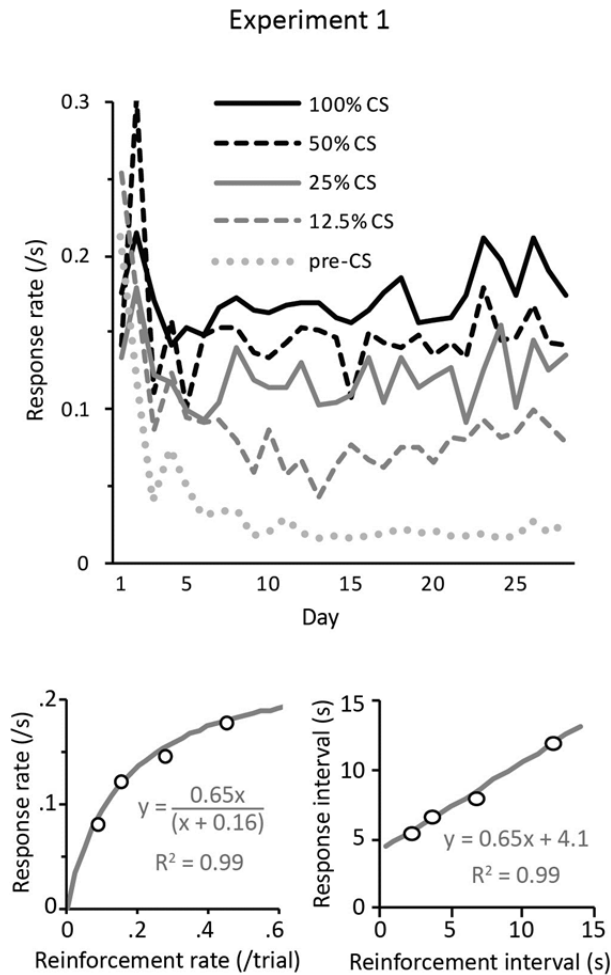 Experiment 1
0.3
0.2
0.1
0
Response rate (/s)
100% CS
50% CS
25% CS
12.5% CS
pre-CS
1
5
10
15
20
25
Day
.2
.1
0
Response rate (/s)
y = 0.65x
(x + 0.16)
R² = 0.99
0
.2
.4
.6
Reinforcement rate (/trial)
15
10
5
0
Response interval (s)
y = 0.65x + 4.1
R² = 0.99
0
5
10
15
Reinforcement interval (s)